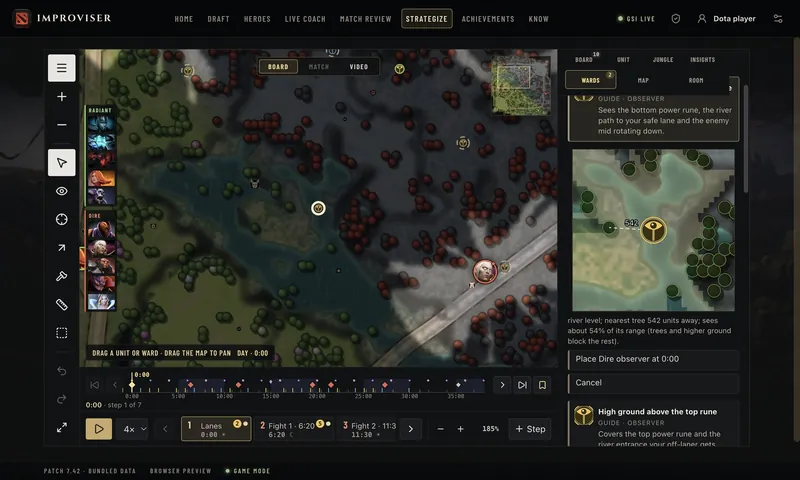 IMPROVISER
HOME DRAFT HEROES LIVE COACH MATCH REVIEW STRATEGIZE ACHIEVEMENTS KNOW
GSI LIVE
Dota player
BOARD MATCH VIDEO
BOARD 18 UNIT JUNGLE INSIGHTS
WARDS 2 MAP ROOM
RADIANT
DIRE
GUIDE · OBSERVER
Sees the bottom power rune, the river
path to your safe lane and the enemy
mid rotating down.
542
river level; nearest tree 542 units away; sees
about 54% of its range (trees and higher ground
block the rest).
Place Dire observer at 0:00
Cancel
High ground above the top rune
GUIDE · OBSERVER
Covers the top power rune and the
river entrance your off-laner gets
DRAG A UNIT OR WARD · DRAG THE MAP TO PAN DAY · 0:00
0:00
0:00 5:00 10:00 15:00 20:00 25:00 30:00 35:00
0:00 · step 1 of 7
4×
1 Lanes 2
0:00
2 Fight 1 · 6:20 5
6:20
3 Fight 2 · 11:3
11:30
185%
+ Step
PATCH 7.42 · BUNDLED DATA BROWSER PREVIEW GAME MODE